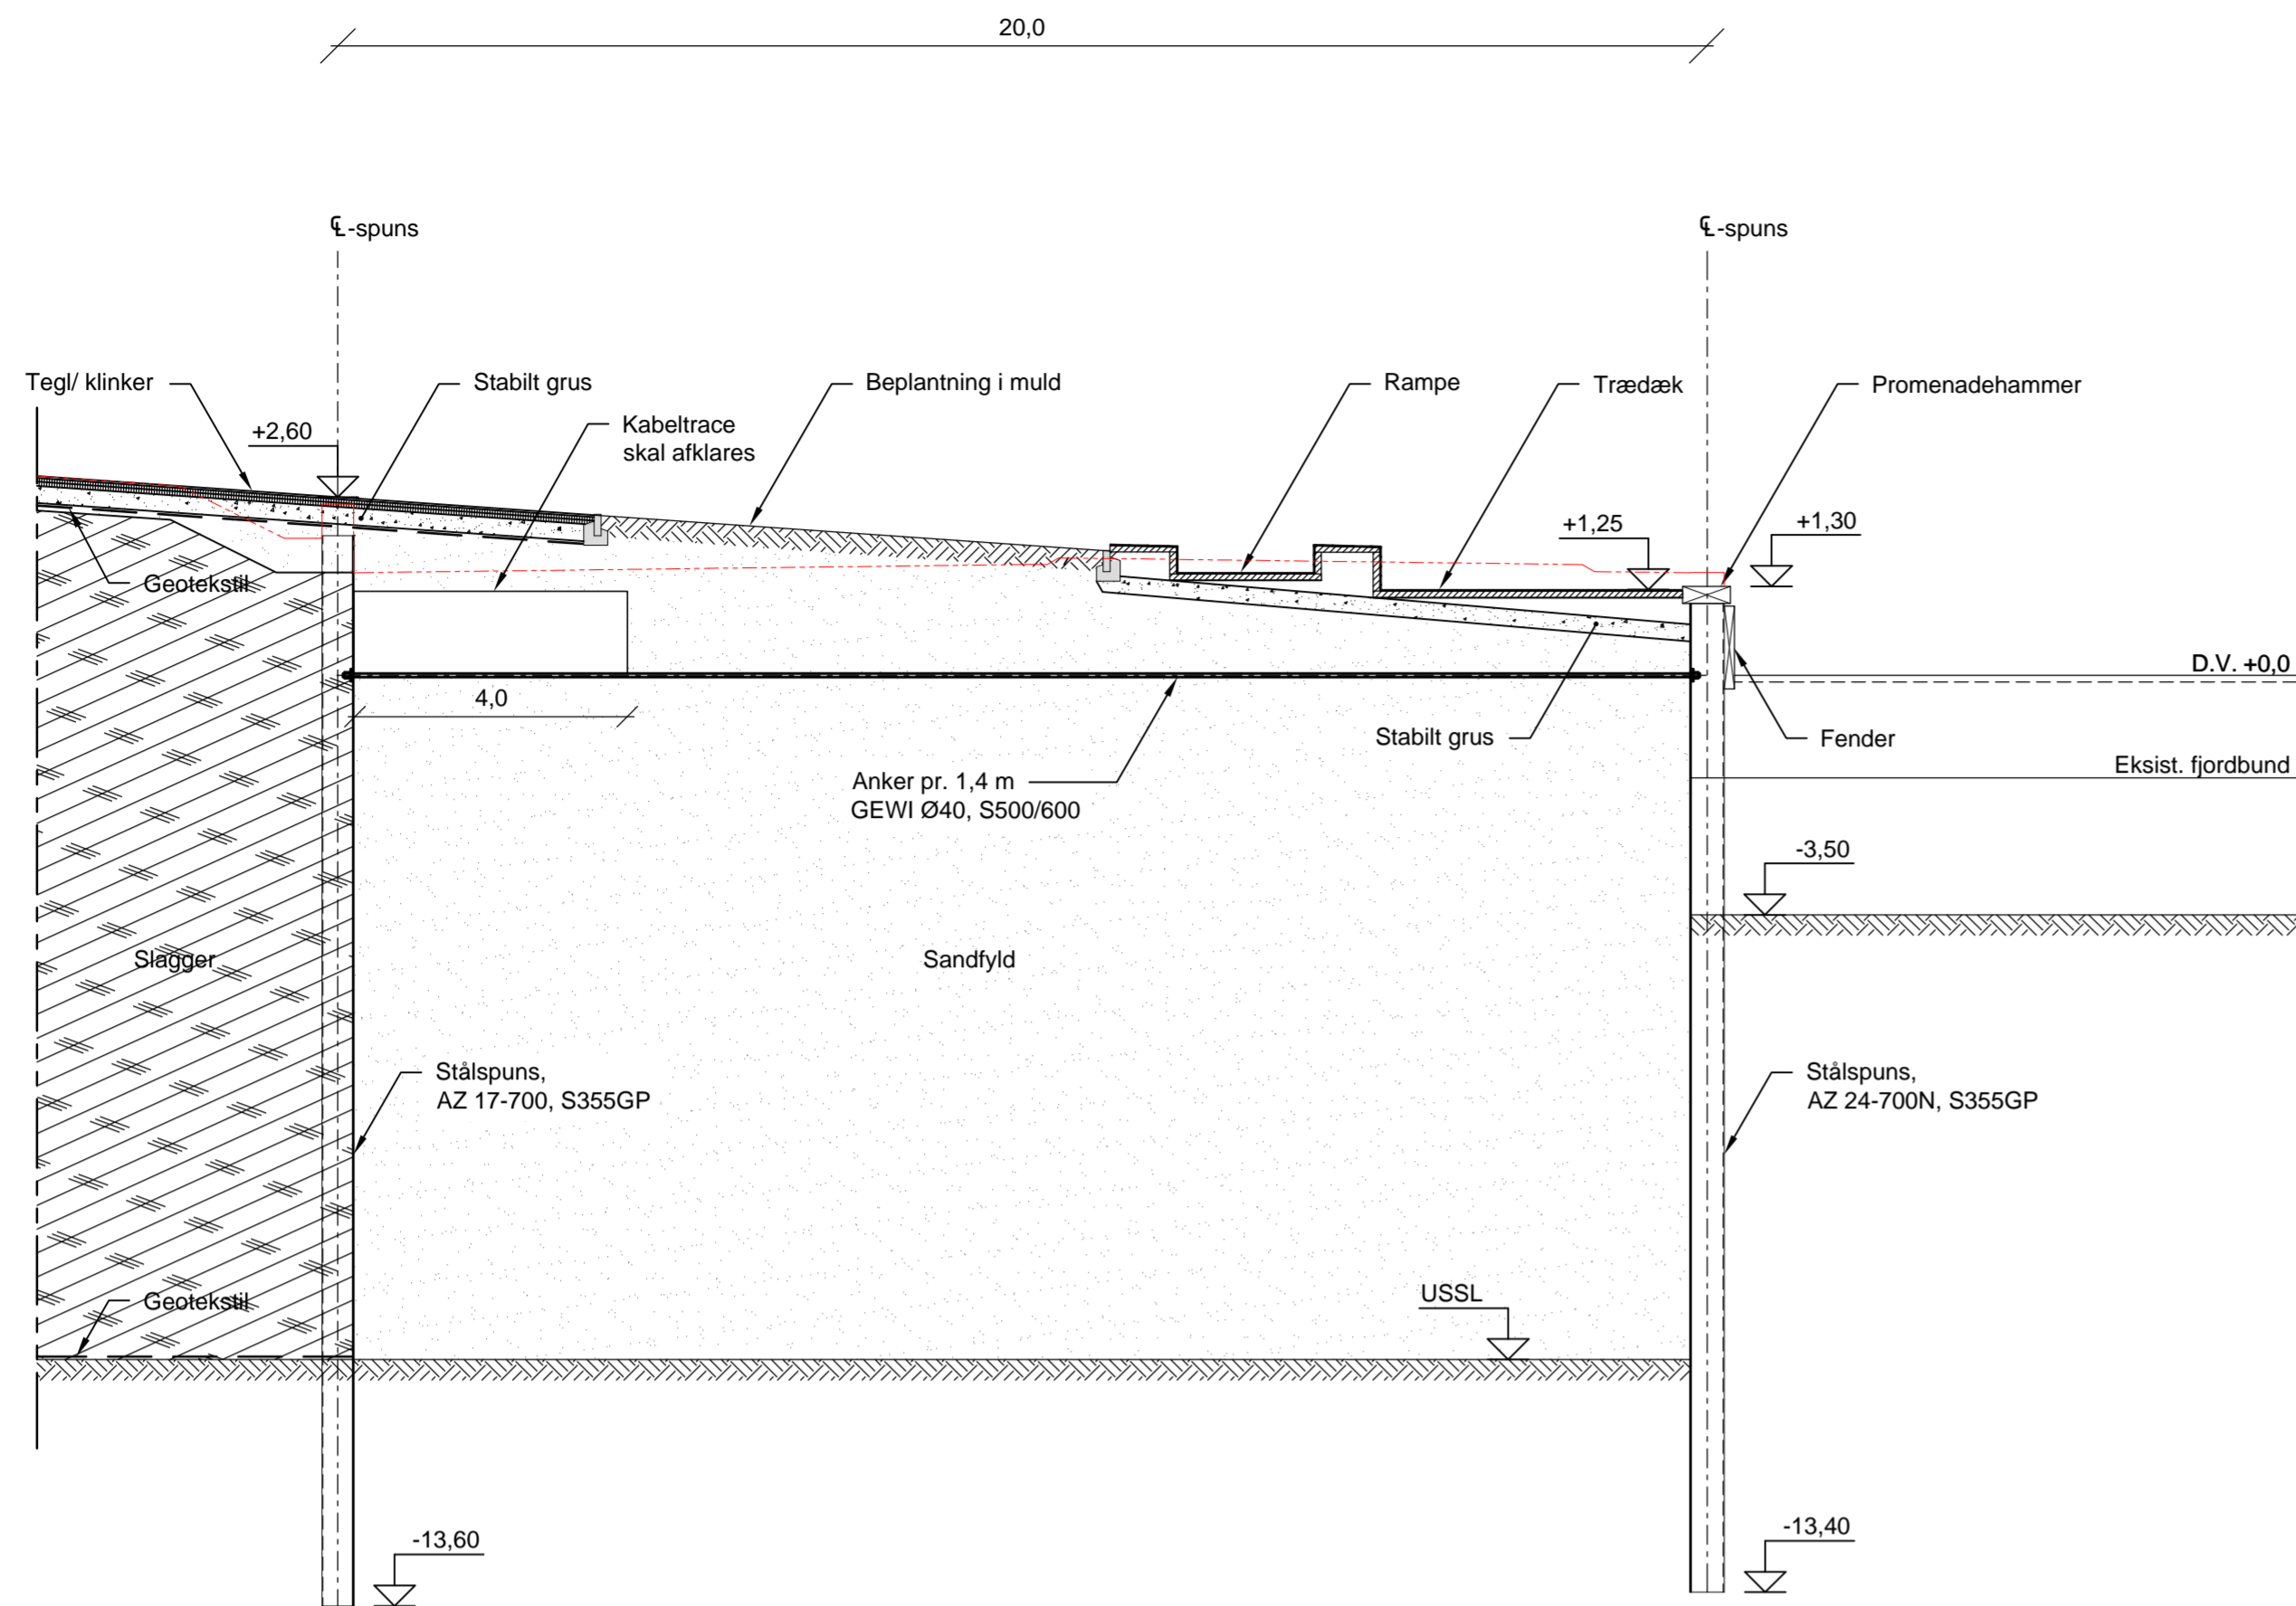 20,0
℄-spuns
℄-spuns
Tegl/ klinker
Stabilt grus
Beplantning i muld
Rampe
Trædæk
Promenadehammer
+2,60
Kabeltrace
skal afklares
+1,25
+1,30
Geotekstil
D.V. +0,0
4,0
Stabilt grus
Fender
Eksist. fjordbund
Anker pr. 1,4 m
GEWI Ø40, S500/600
-3,50
Slagger
Sandfyld
Stålspuns,
AZ 17-700, S355GP
Stålspuns,
AZ 24-700N, S355GP
Geotekstil
USSL
-13,60
-13,40